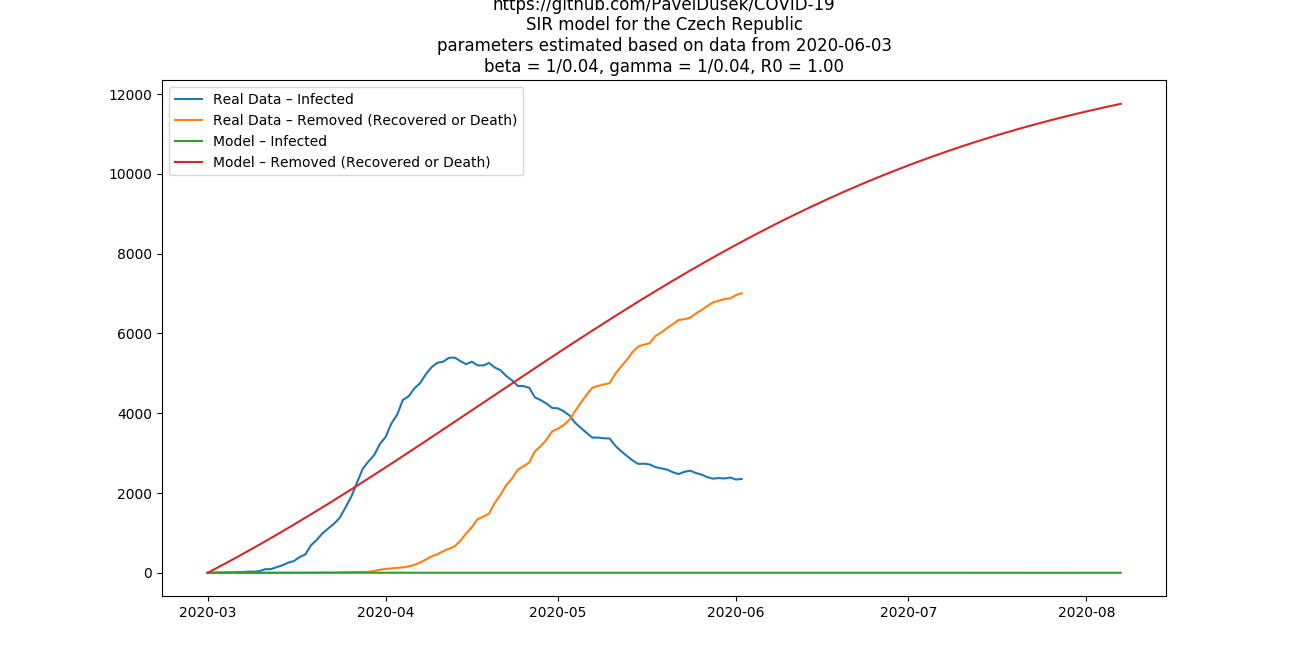 https://github.com/PavelDusek/COVID-19
SIR model for the Czech Republic
parameters estimated based on data from 2020-06-03
beta = 1/0.04, gamma = 1/0.04, R0 = 1.00
Real Data – Infected
Real Data – Removed (Recovered or Death)
Model – Infected
Model – Removed (Recovered or Death)
12000
10000
8000
6000
4000
2000
0
2020-03
2020-04
2020-05
2020-06
2020-07
2020-08